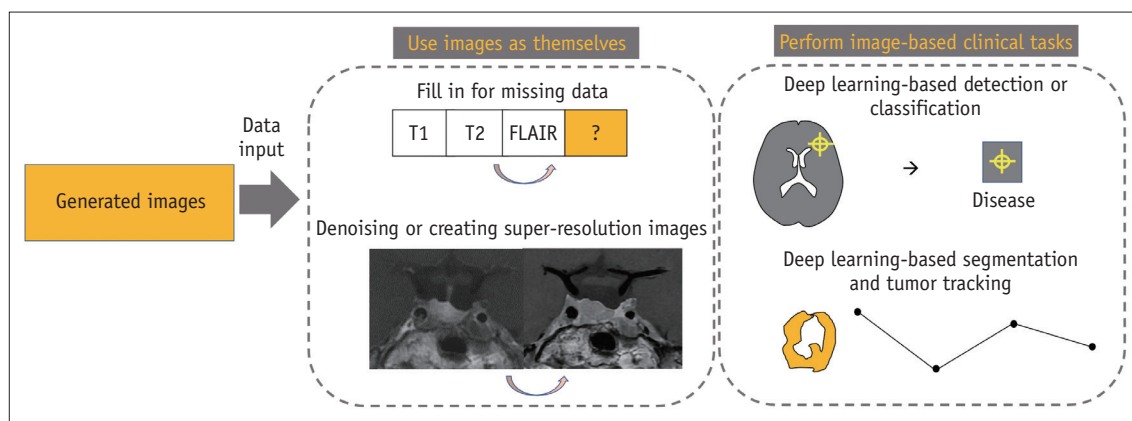 Generated images
Data
input
Use images as themselves
Fill in for missing data
T1 T2 FLAIR ?
Denoising or creating super-resolution images
Perform image-based clinical tasks
Deep learning-based detection or
classification
→
Disease
Deep learning-based segmentation
and tumor tracking